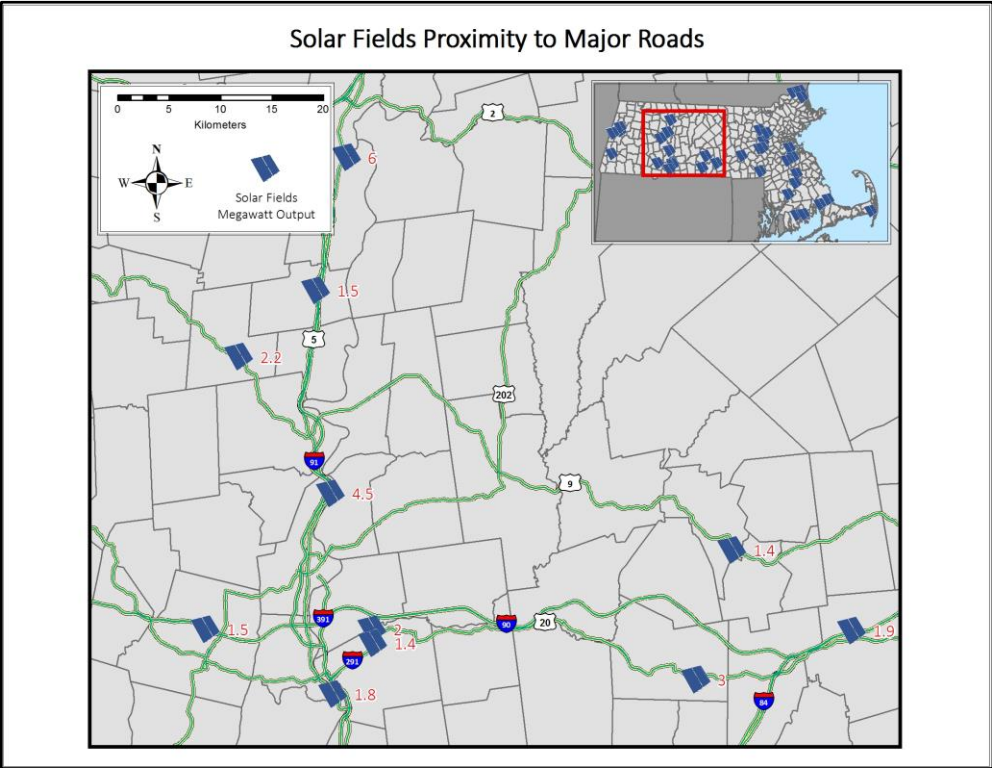 Solar Fields Proximity to Major Roads
0 5 10 15 20
Kilometers
N
W E
S
Solar Fields
Megawatt Output
2
6
1.5
5
2.2
202
91
4.5
9
1.4
391
90
20
1.5
2
1.4
1.9
291
1.8
3
84